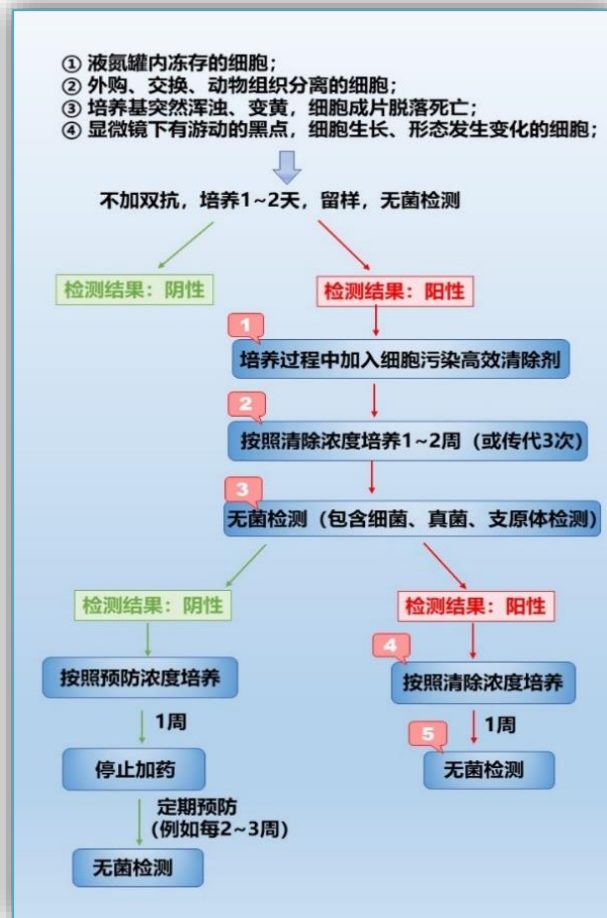 ① 液氮罐内冻存的细胞；
② 外购、交换、动物组织分离的细胞；
③ 培养基突然浑浊、变黄，细胞成片脱落死亡；
④ 显微镜下有游动的黑点，细胞生长、形态发生变化的细胞；
不加双抗，培养1~2天，留样，无菌检测
检测结果：阴性
检测结果：阳性
1
培养过程中加入细胞污染高效清除剂
2
按照清除浓度培养1~2周（或传代3次）
3
无菌检测（包含细菌、真菌、支原体检测）
检测结果：阴性
检测结果：阳性
按照预防浓度培养
4
按照清除浓度培养
1周
1周
停止加药
5
无菌检测
定期预防
(例如每2~3周)
无菌检测